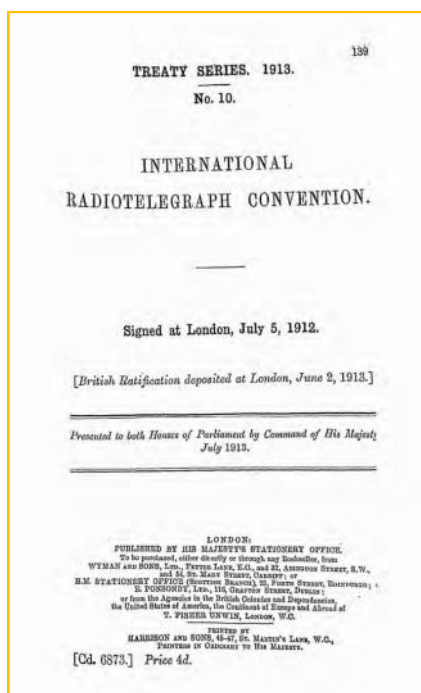 139
TREATY SERIES. 1913.
No. 10.
INTERNATIONAL
RADIOTELEGRAPH CONVENTION.
Signed at London, July 5, 1912.
[British Ratification deposited at London, June 2, 1913.]
Presented to both Houses of Parliament by Command of His Majesty
July 1913.
LONDON:
PUBLISHED BY HIS MAJESTY'S STATIONERY OFFICE.
To be purchased, either directly or through any Bookseller, from
WYMAN AND SONS, LTD., FETTER LANE, E.C., and 32, ABINGDON STREET, S.W.,
and 54, ST. MARY STREET, CARDIFF; or
H.M. STATIONERY OFFICE (SCOTTISH BRANCH), 23, FORTH STREET, EDINBURGH;
E. PONSONBY, LTD., 116, GRAFTON STREET, DUBLIN;
or from the Agencies in the British Colonies and Dependencies,
the United States of America, the Continent of Europe and Abroad of
T. FISHER UNWIN, LONDON, W.C.
PRINTED BY
HARRISON AND SONS, 45-47, ST. MARTIN'S LANE, W.C.,
PRINTERS IN ORDINARY TO HIS MAJESTY.
[Cd. 6873.] Price 4d.